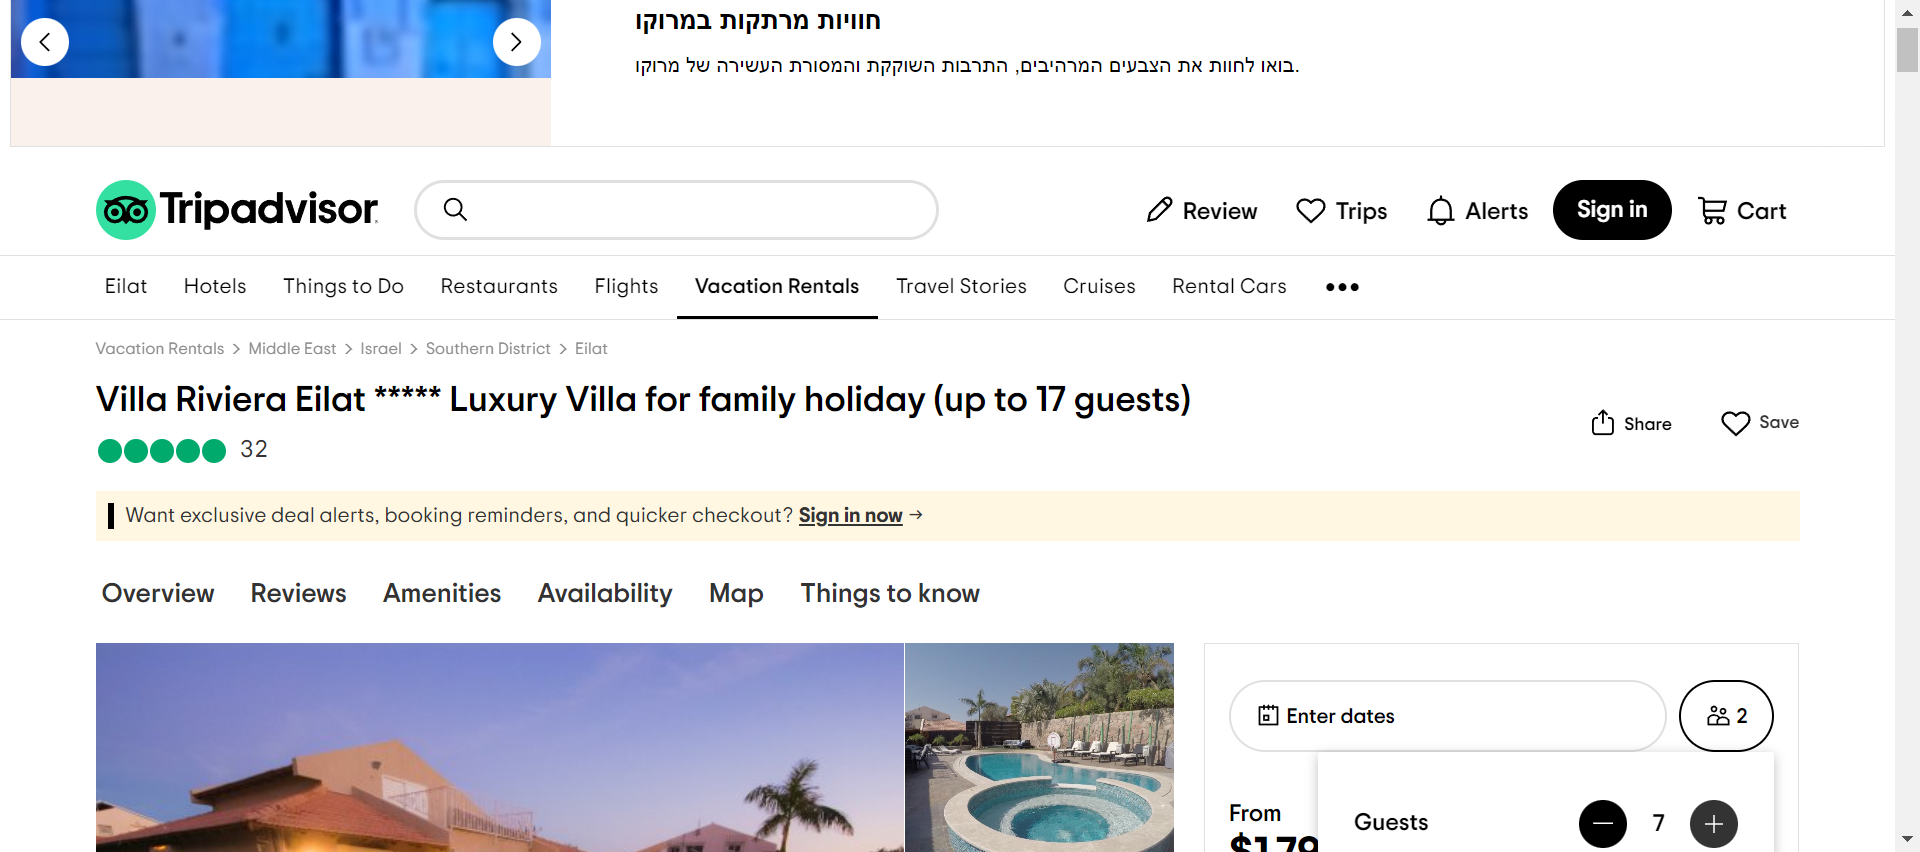 חוויות מרתקות במרוקו
בואו לחוות את הצבעים המרהיבים, התרבות השוקקת והמסורת העשירה של מרוקו.
Tripadvisor
Review
Trips
Alerts
Sign in
Cart
Eilat
Hotels
Things to Do
Restaurants
Flights
Vacation Rentals
Travel Stories
Cruises
Rental Cars
Vacation Rentals > Middle East > Israel > Southern District > Eilat
Villa Riviera Eilat ***** Luxury Villa for family holiday (up to 17 guests)
Share
Save
32
Want exclusive deal alerts, booking reminders, and quicker checkout? Sign in now →
Overview
Reviews
Amenities
Availability
Map
Things to know
Enter dates
2
From
$179
Guests
7